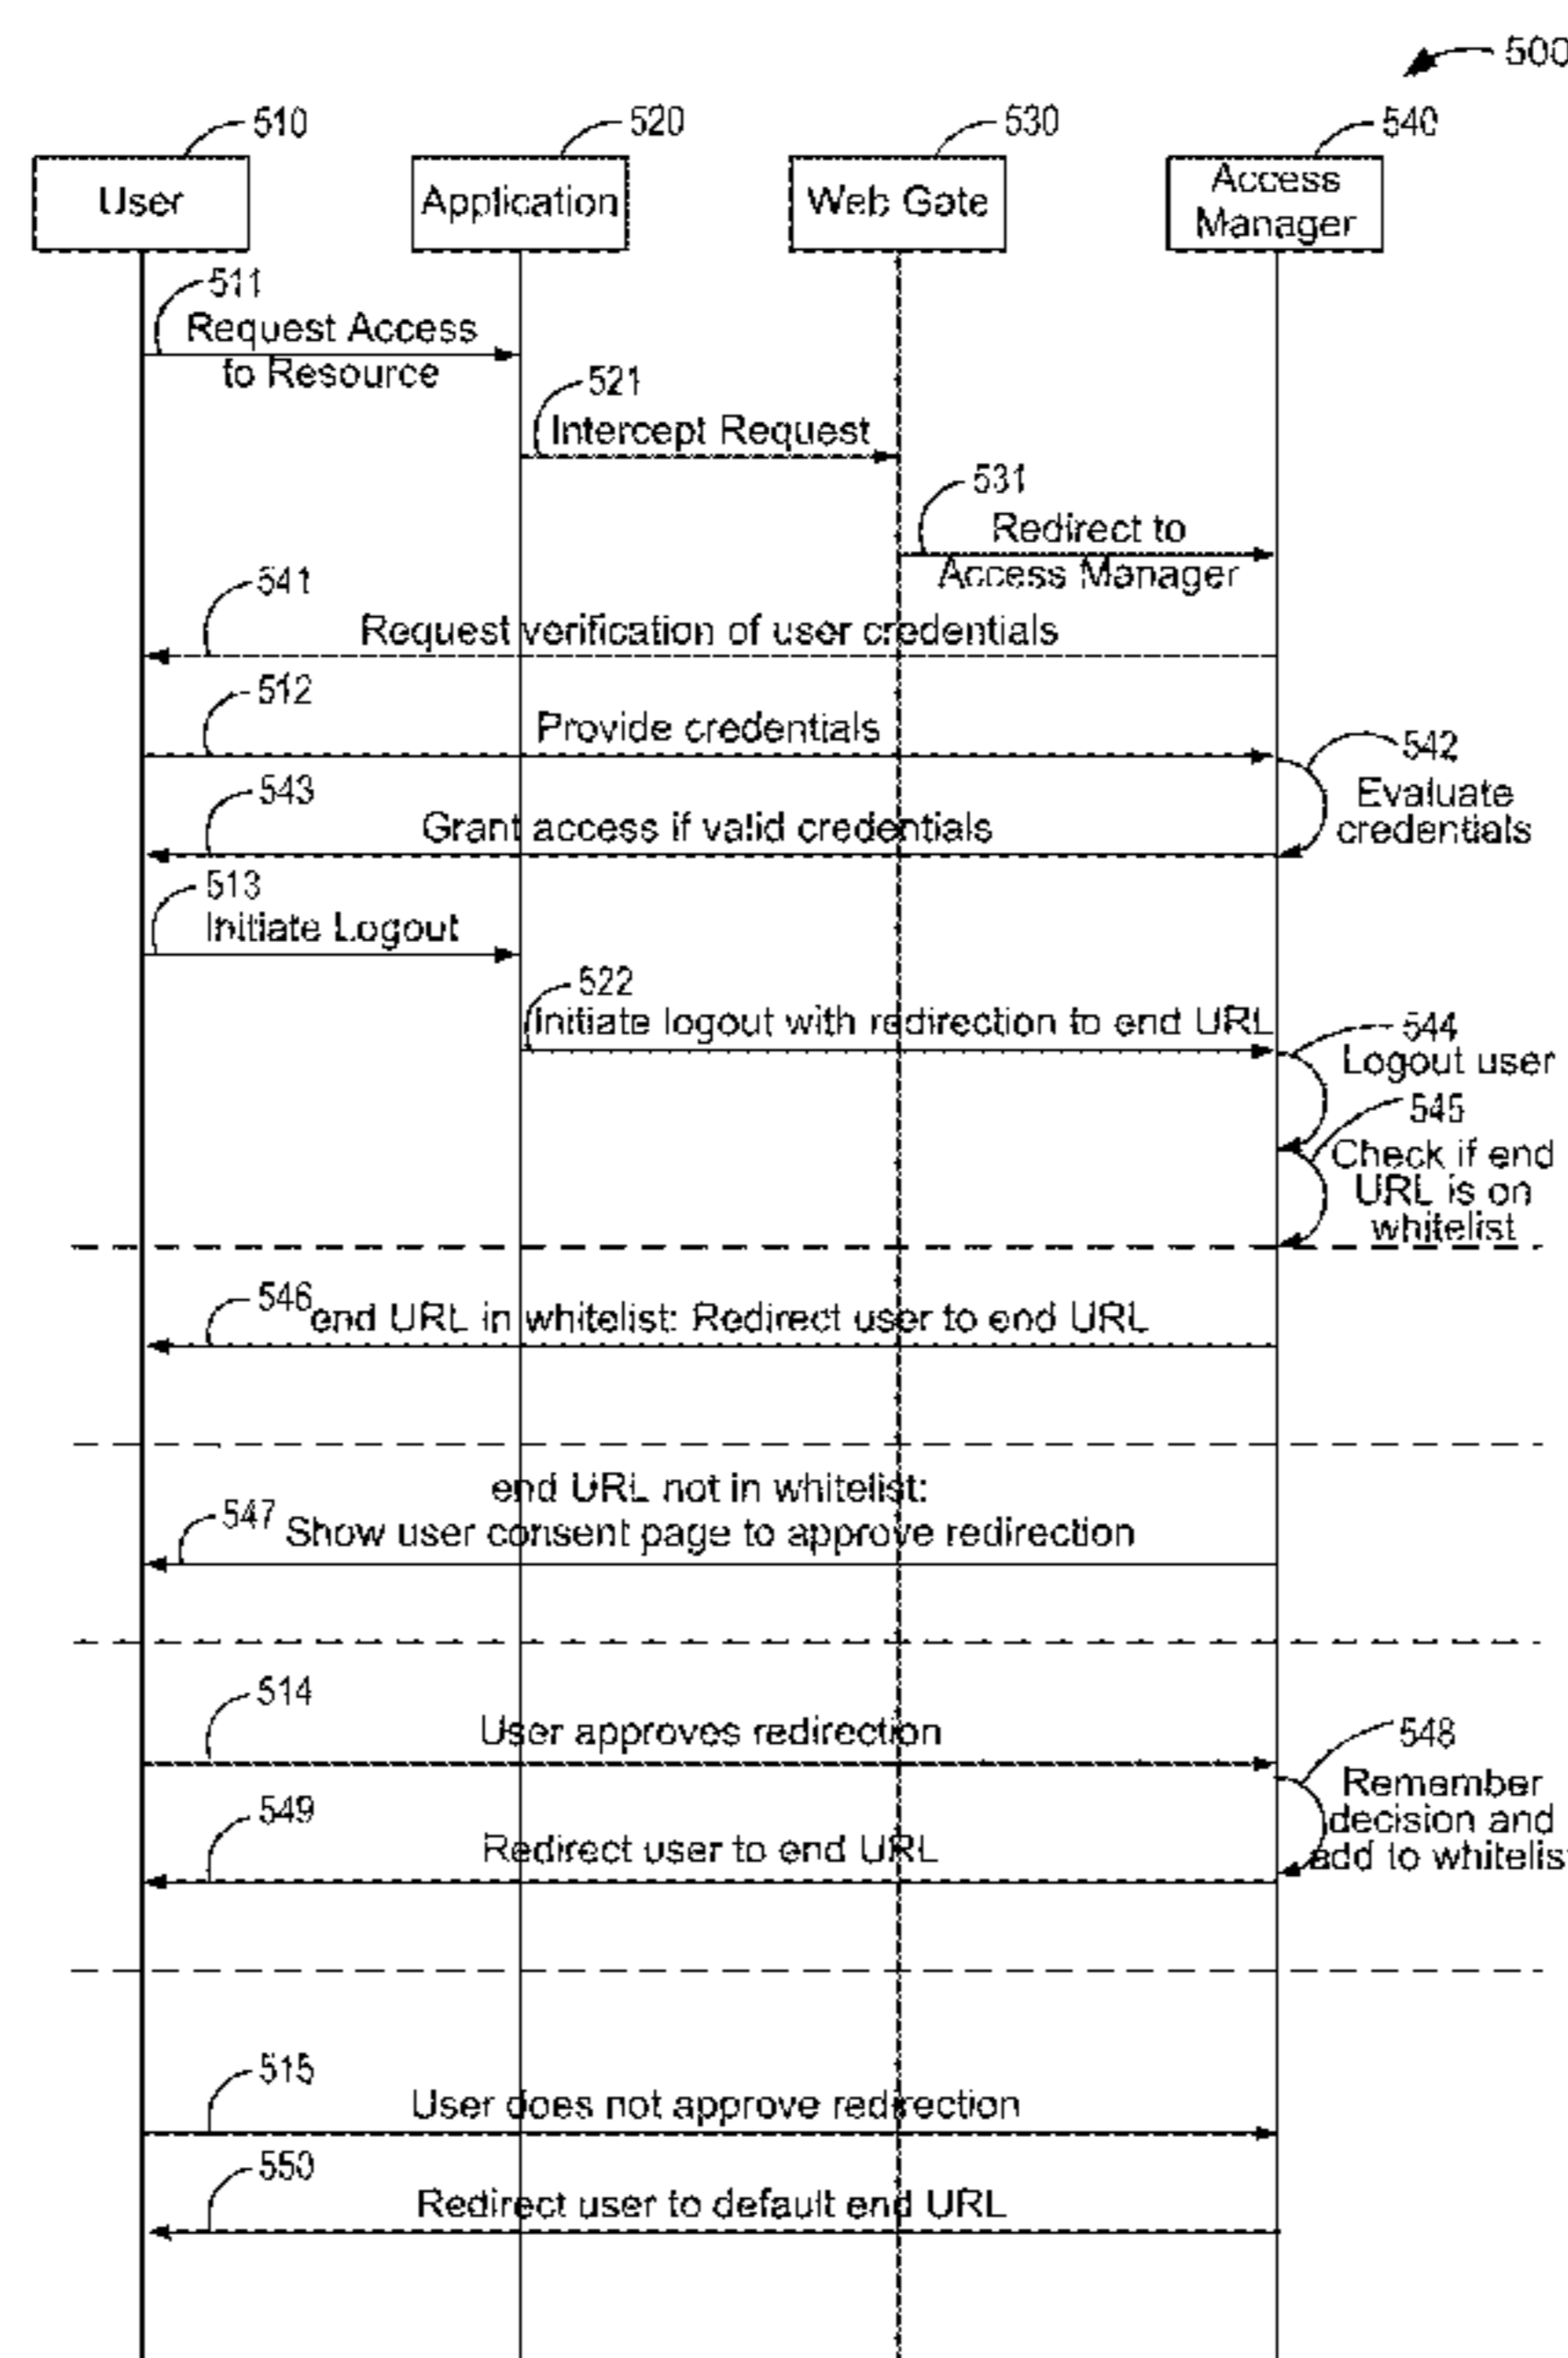 500
510
520
530
540
User
Application
Web Gate
Access
Manager
511
Request Access
to Resource
521
Intercept Request
531
Redirect to
Access Manager
541
Request verification of user credentials
512
Provide credentials
542
Evaluate
credentials
543
Grant access if valid credentials
513
Initiate Logout
522
Initiate logout with redirection to end URL
544
Logout user
545
Check if end
URL is on
whitelist
546
end URL in whitelist: Redirect user to end URL
end URL not in whitelist:
547
Show user consent page to approve redirection
514
User approves redirection
548
Remember
decision and
add to whitelist
549
Redirect user to end URL
515
User does not approve redirection
550
Redirect user to default end URL